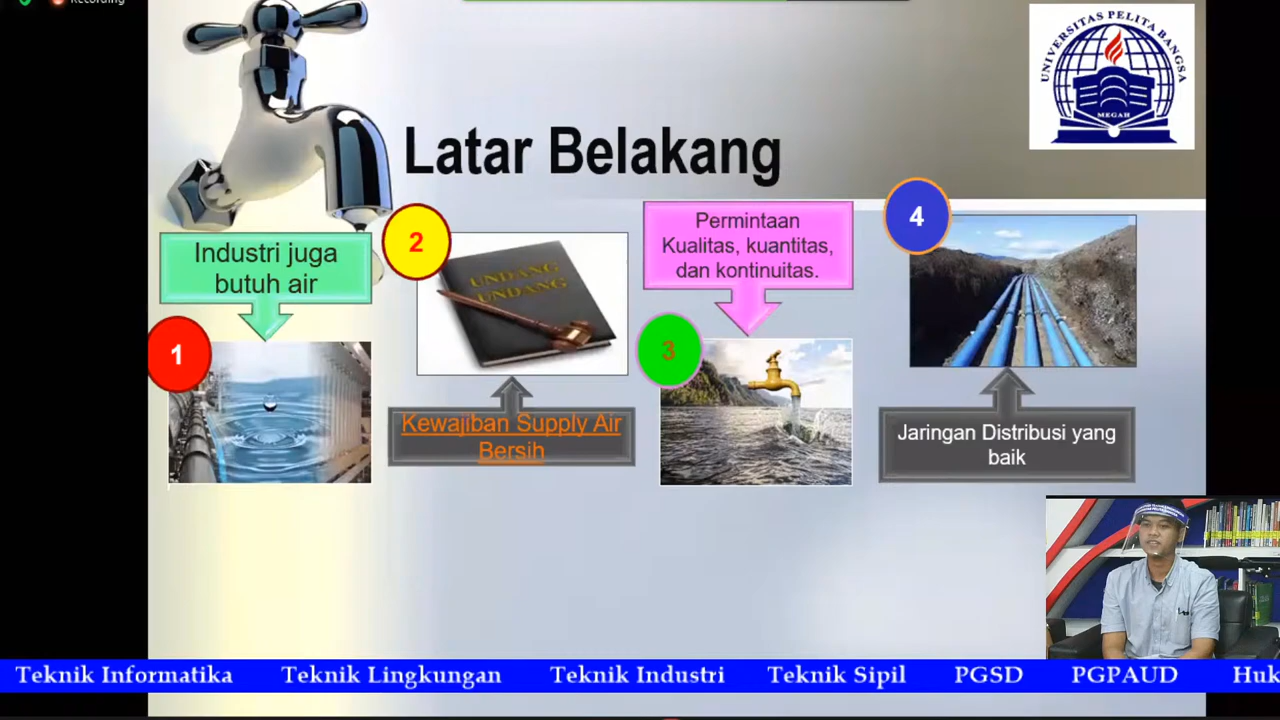 Recording
UNIVERSITAS PELITA BANGSA
MEGAH
Latar Belakang
Industri juga
butuh air
1
2
UNDANG
UNDANG
Kewajiban Supply Air
Bersih
Permintaan
Kualitas, kuantitas,
dan kontinuitas.
3
4
Jaringan Distribusi yang
baik
Teknik Informatika Teknik Lingkungan Teknik Industri Teknik Sipil PGSD PGPAUD Huk